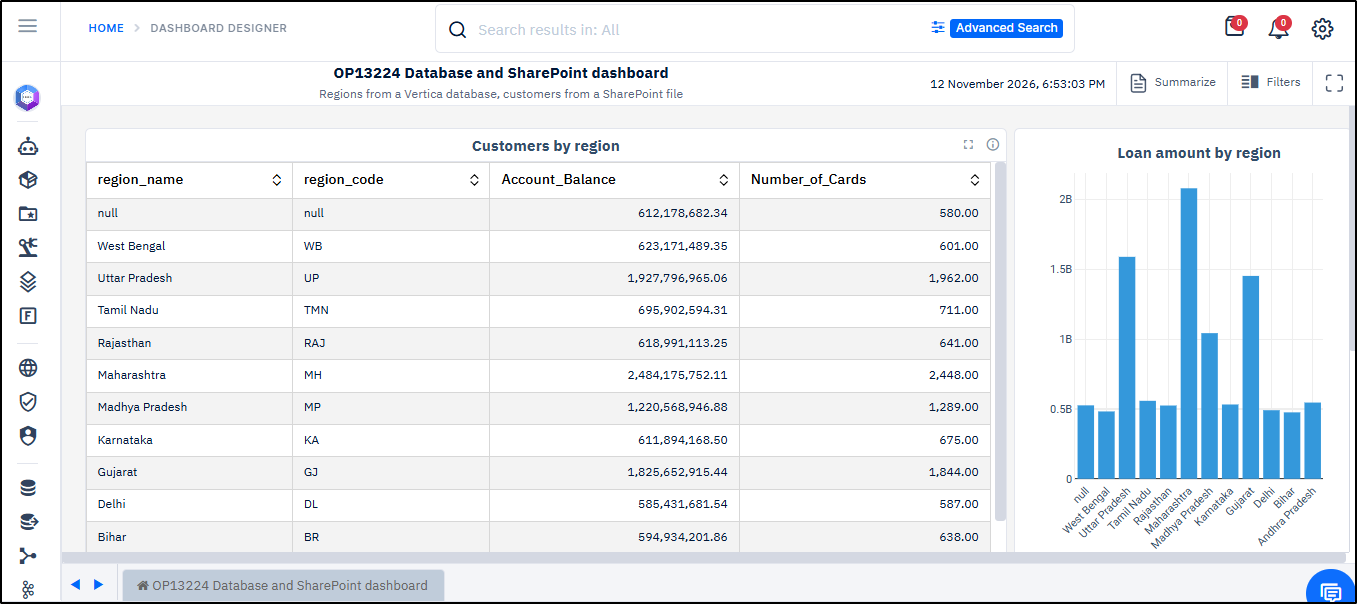 HOME > DASHBOARD DESIGNER
Search results in: All
Advanced Search
0
0
OP13224 Database and SharePoint dashboard
Regions from a Vertica database, customers from a SharePoint file
12 November 2026, 6:53:03 PM
Summarize
Filters
Customers by region
region_name region_code Account_Balance Number_of_Cards
null null 612,178,682.34 580.00
West Bengal WB 623,171,489.35 601.00
Uttar Pradesh UP 1,927,796,965.06 1,962.00
Tamil Nadu TMN 695,902,594.31 711.00
Rajasthan RAJ 618,991,113.25 641.00
Maharashtra MH 2,484,175,752.11 2,448.00
Madhya Pradesh MP 1,220,568,946.88 1,289.00
Karnataka KA 611,894,168.50 675.00
Gujarat GJ 1,825,652,915.44 1,844.00
Delhi DL 585,431,681.54 587.00
Bihar BR 594,934,201.86 638.00
Loan amount by region
2B
1.5B
1B
0.5B
0
null
West Bengal
Uttar Pradesh
Tamil Nadu
Rajasthan
Maharashtra
Madhya Pradesh
Karnataka
Gujarat
Delhi
Bihar
Andhra Pradesh
F
OP13224 Database and SharePoint dashboard